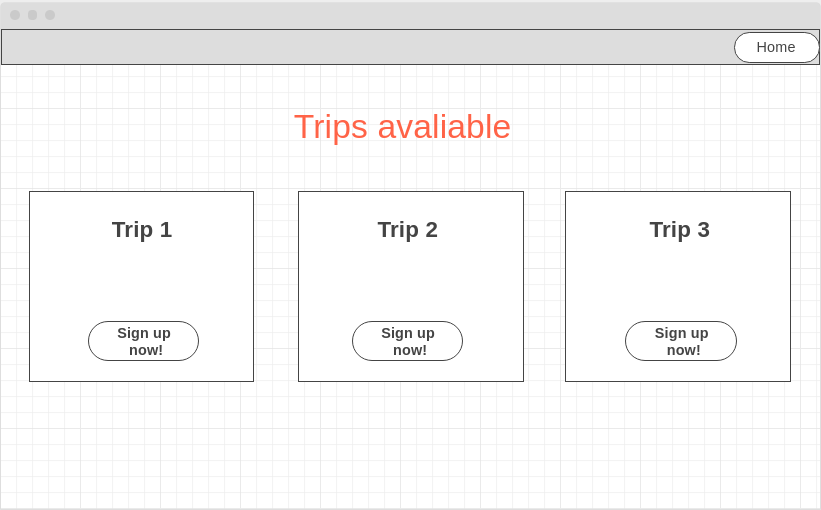 Home
Trips avaliable
Trip 1
Trip 2
Trip 3
Sign up
now!
Sign up
now!
Sign up
now!